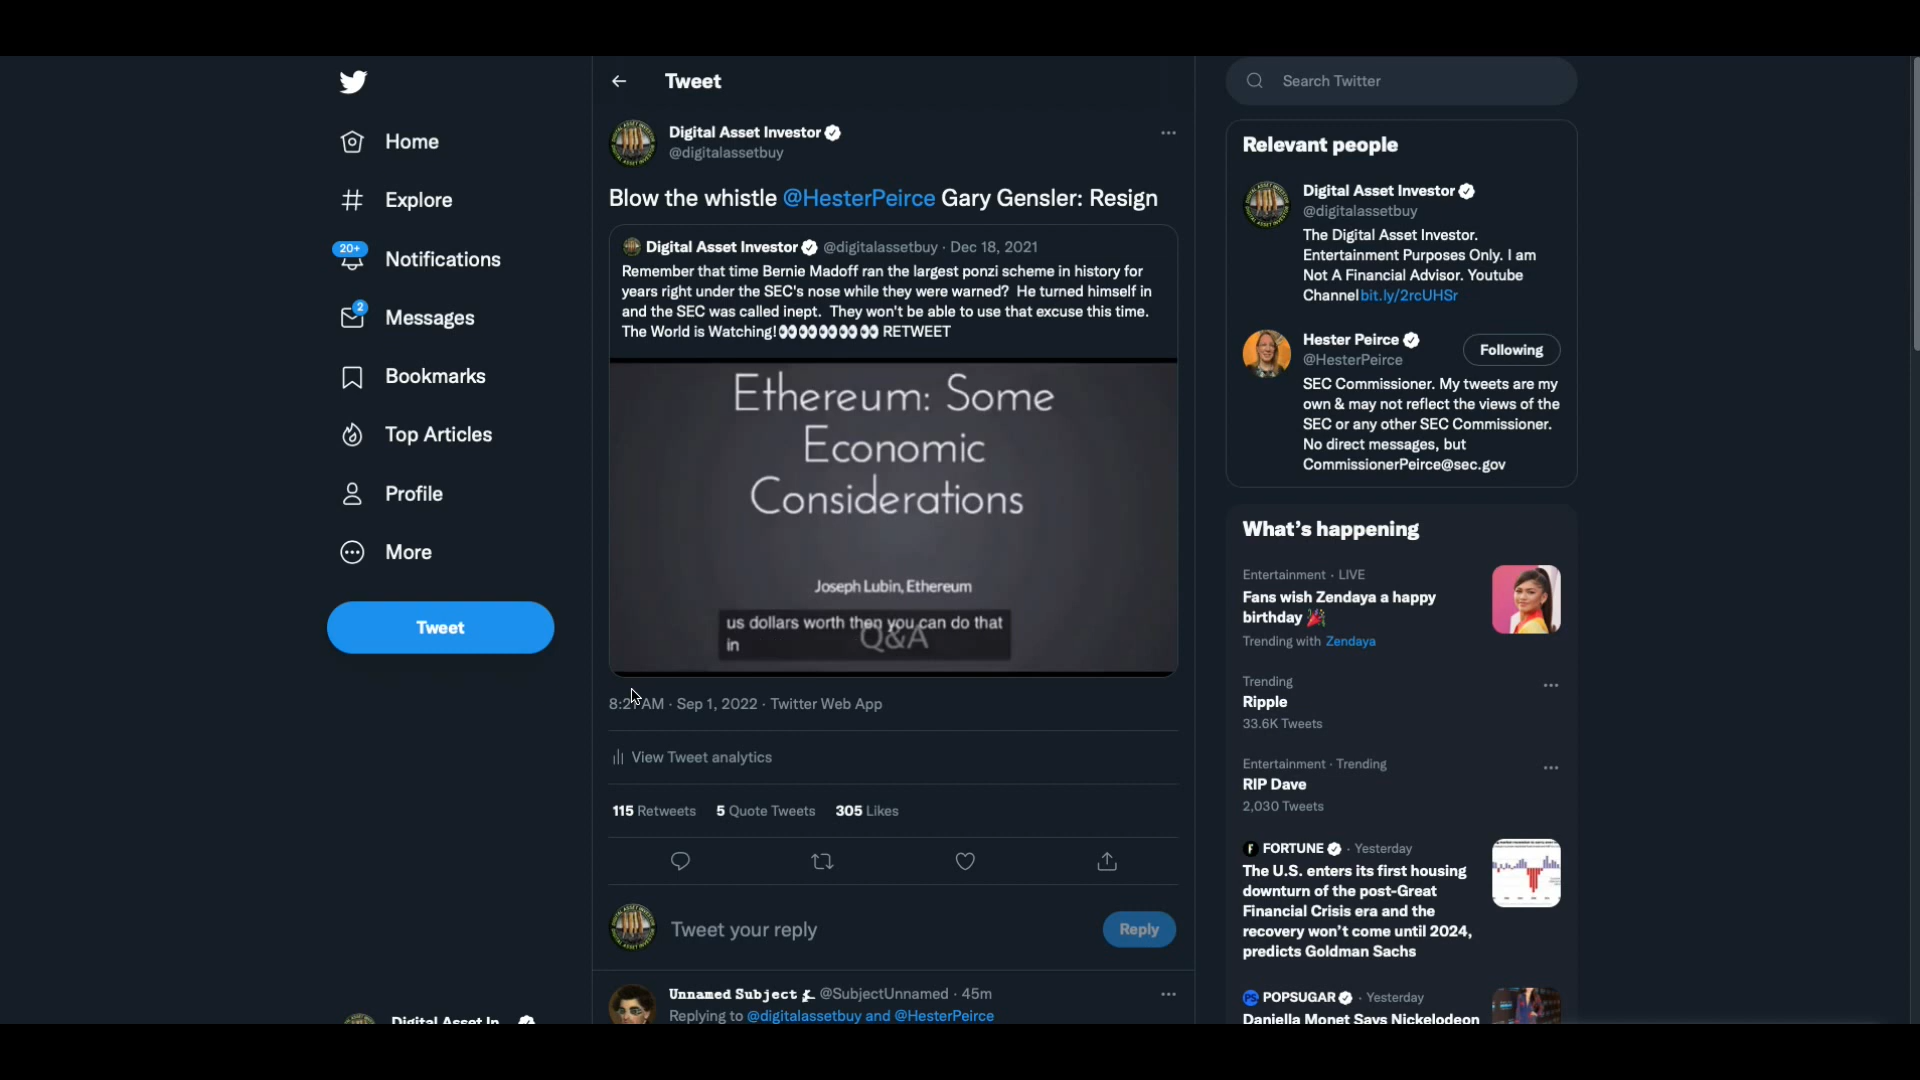 Home
Explore
20+
Notifications
2
Messages
Bookmarks
Top Articles
Profile
More
Tweet
Digital Asset In
Tweet
Digital Asset Investor
@digitalassetbuy
Blow the whistle @HesterPeirce Gary Gensler: Resign
Digital Asset Investor @digitalassetbuy · Dec 18, 2021
Remember that time Bernie Madoff ran the largest ponzi scheme in history for
years right under the SEC's nose while they were warned? He turned himself in
and the SEC was called inept. They won't be able to use that excuse this time.
The World is Watching!👀👀👀👀👀 RETWEET
Ethereum: Some
Economic
Considerations
Joseph Lubin, Ethereum
us dollars worth then you can do that
in
Q&A
8:21 AM · Sep 1, 2022 · Twitter Web App
View Tweet analytics
115 Retweets 5 Quote Tweets 305 Likes
Tweet your reply
Reply
Unnamed Subject @SubjectUnnamed · 45m
Replying to @digitalassetbuy and @HesterPeirce
Search Twitter
Relevant people
Digital Asset Investor
@digitalassetbuy
The Digital Asset Investor.
Entertainment Purposes Only. I am
Not A Financial Advisor. Youtube
Channel bit.ly/2rcUHSr
Hester Peirce
@HesterPeirce
Following
SEC Commissioner. My tweets are my
own & may not reflect the views of the
SEC or any other SEC Commissioner.
No direct messages, but
CommissionerPeirce@sec.gov
What's happening
Entertainment · LIVE
Fans wish Zendaya a happy
birthday 🎉
Trending with Zendaya
Trending
Ripple
33.6K Tweets
Entertainment · Trending
RIP Dave
2,030 Tweets
FORTUNE · Yesterday
The U.S. enters its first housing
downturn of the post-Great
Financial Crisis era and the
recovery won't come until 2024,
predicts Goldman Sachs
POPSUGAR · Yesterday
Daniella Monet Says Nickelodeon